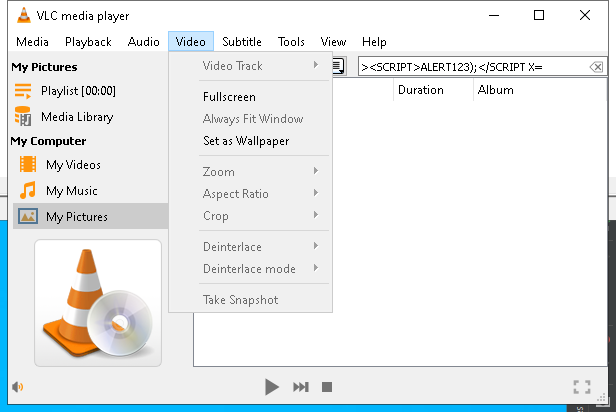 VLC media player
Media Playback Audio Video Subtitle Tools View Help
My Pictures
Playlist [00:00]
Media Library
My Computer
My Videos
My Music
My Pictures
Video Track
Fullscreen
Always Fit Window
Set as Wallpaper
Zoom
Aspect Ratio
Crop
Deinterlace
Deinterlace mode
Take Snapshot
><SCRIPT>ALERT123);</SCRIPT X=
Duration Album